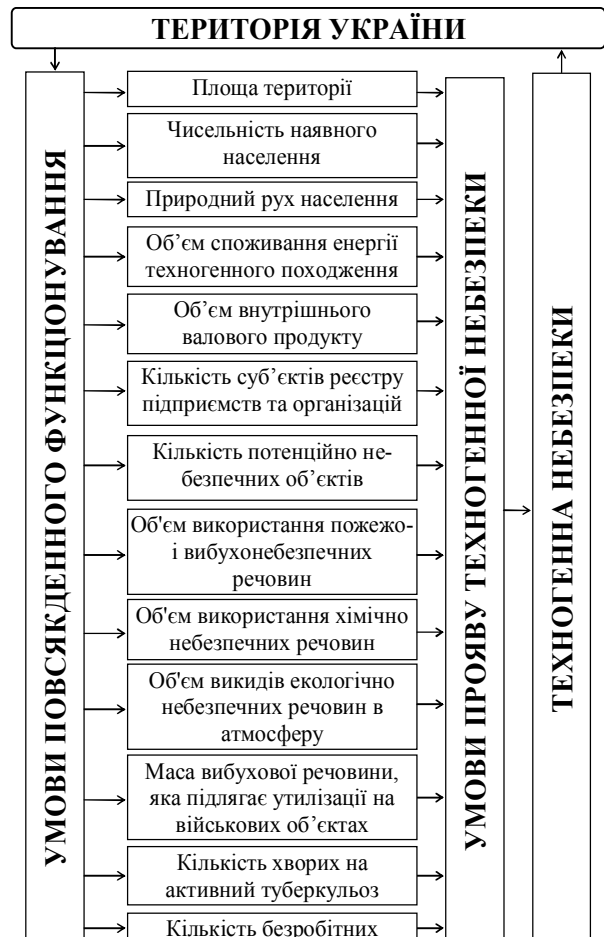 ТЕРИТОРІЯ УКРАЇНИ
УМОВИ ПОВСЯКДЕННОГО ФУНКЦІОНУВАННЯ
Площа території
Чисельність наявного
населення
Природний рух населення
Об’єм споживання енергії
техногенного походження
Об’єм внутрішнього
валового продукту
Кількість суб’єктів реєстру
підприємств та організацій
Кількість потенційно не-
безпечних об’єктів
Об'єм використання пожежо-
і вибухонебезпечних
речовин
Об'єм використання хімічно
небезпечних речовин
Об'єм викидів екологічно
небезпечних речовин в
атмосферу
Маса вибухової речовини,
яка підлягає утилізації на
військових об’єктах
Кількість хворих на
активний туберкульоз
Кількість безробітних
УМОВИ ПРОЯВУ ТЕХНОГЕННОЇ НЕБЕЗПЕКИ
ТЕХНОГЕННА НЕБЕЗПЕКИ